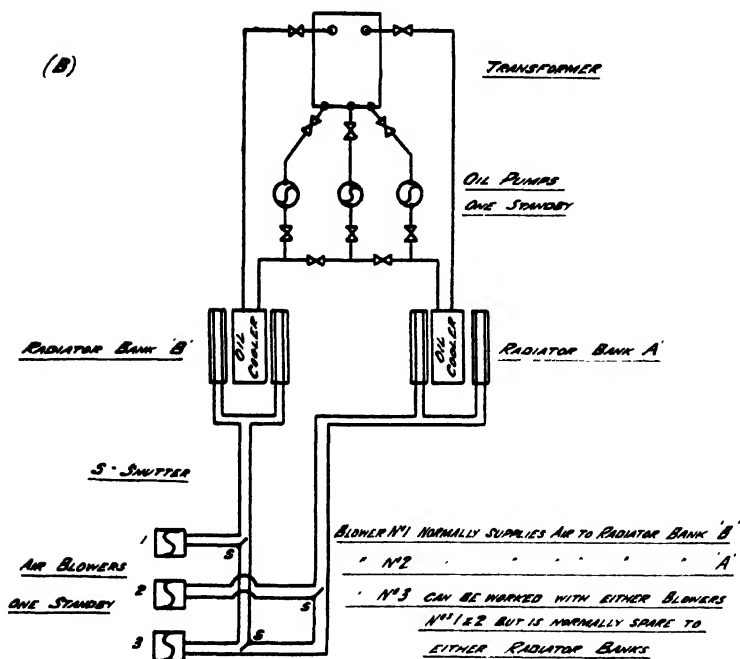 (B)
TRANSFORMER
OIL PUMPS
ONE STANDBY
OIL
COOLER
OIL
COOLER
RADIATOR BANK 'B'
RADIATOR BANK A'
S - SHUTTER
1
S
BLOWER Nº1 NORMALLY SUPPLIES AIR TO RADIATOR BANK 'B'
AIR BLOWERS
ONE STANDBY
2
S
" Nº2 " " " " " 'A'
3
S
" Nº3 CAN BE WORKED WITH EITHER BLOWERS
NºS 1 & 2 BUT IS NORMALLY SPARE TO
EITHER RADIATOR BANKS